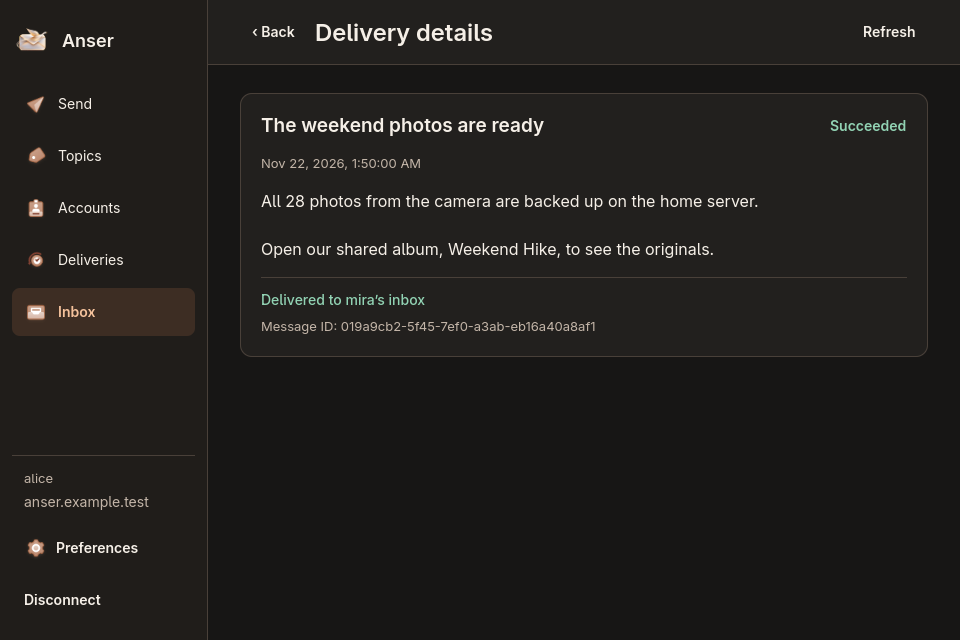 Anser
Send
Topics
Accounts
Deliveries
Inbox
alice
anser.example.test
Preferences
Disconnect
‹ Back
Delivery details
Refresh
The weekend photos are ready
Succeeded
Nov 22, 2026, 1:50:00 AM
All 28 photos from the camera are backed up on the home server.
Open our shared album, Weekend Hike, to see the originals.
Delivered to mira’s inbox
Message ID: 019a9cb2-5f45-7ef0-a3ab-eb16a40a8af1